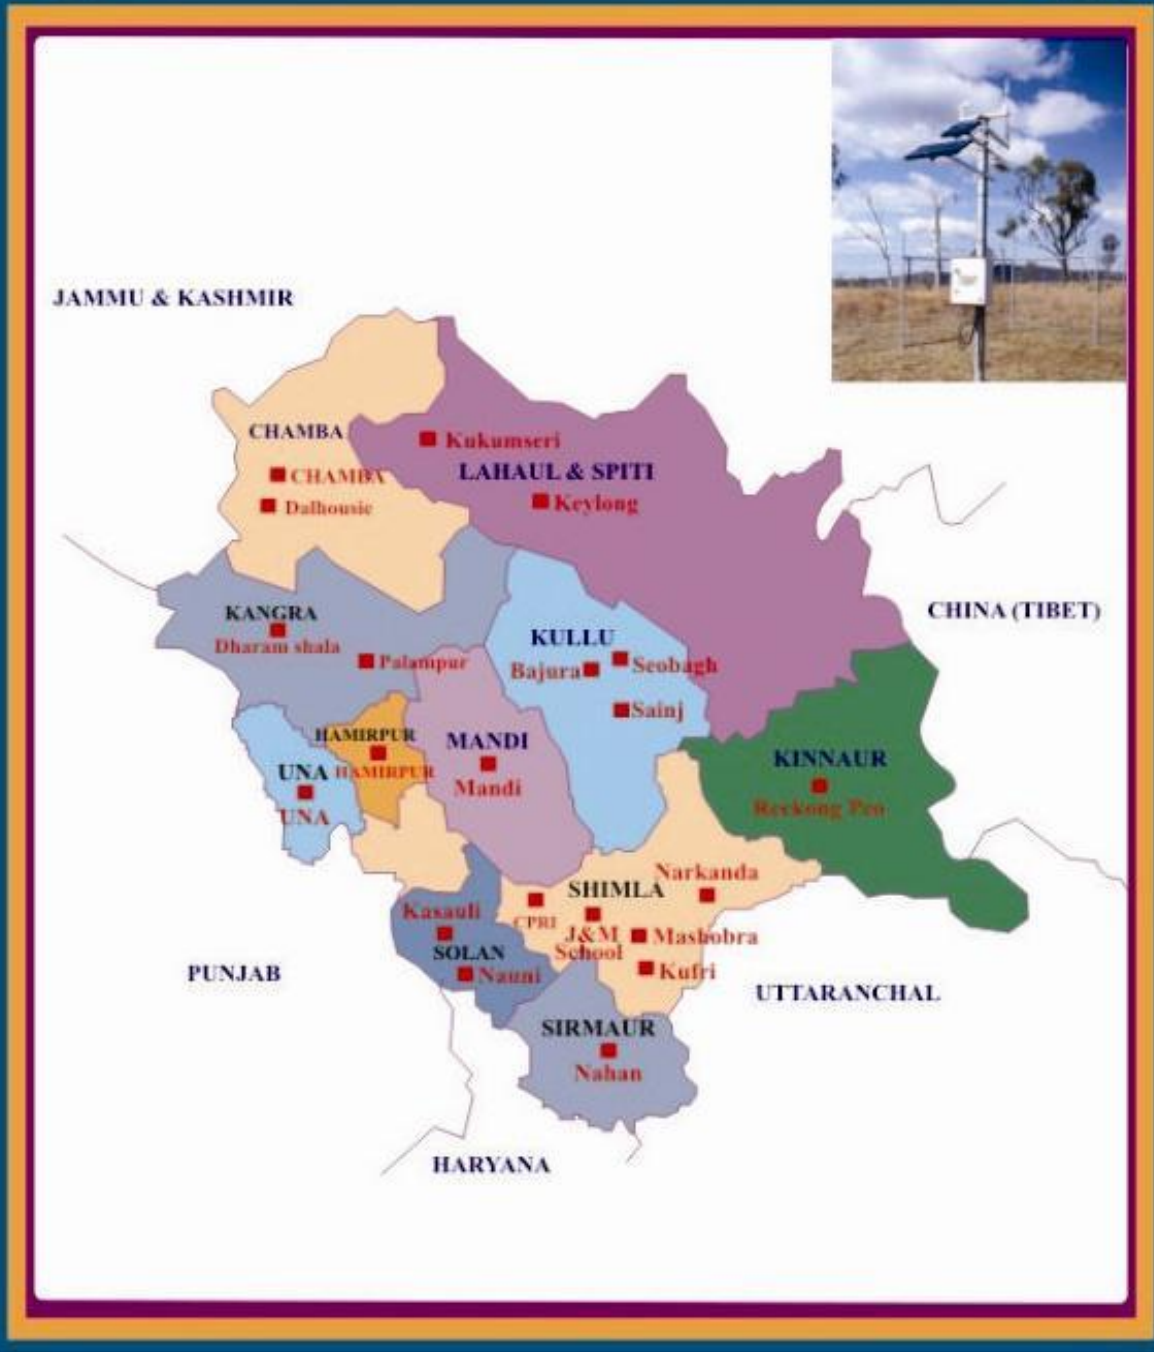 JAMMU & KASHMIR
CHAMBA
CHAMBA
Dalhousie
Kukumseri
LAHAUL & SPITI
Keylong
CHINA (TIBET)
KANGRA
Dharam shala
Palampur
KULLU
Bajura
Seobagh
Sainj
HAMIRPUR
HAMIRPUR
UNA
UNA
MANDI
Mandi
KINNAUR
Reckong Peo
Narkanda
SHIMLA
CPRI
J&M
School
Mashobra
Kufri
Kasauli
SOLAN
Nauni
PUNJAB
UTTARANCHAL
SIRMAUR
Nahan
HARYANA